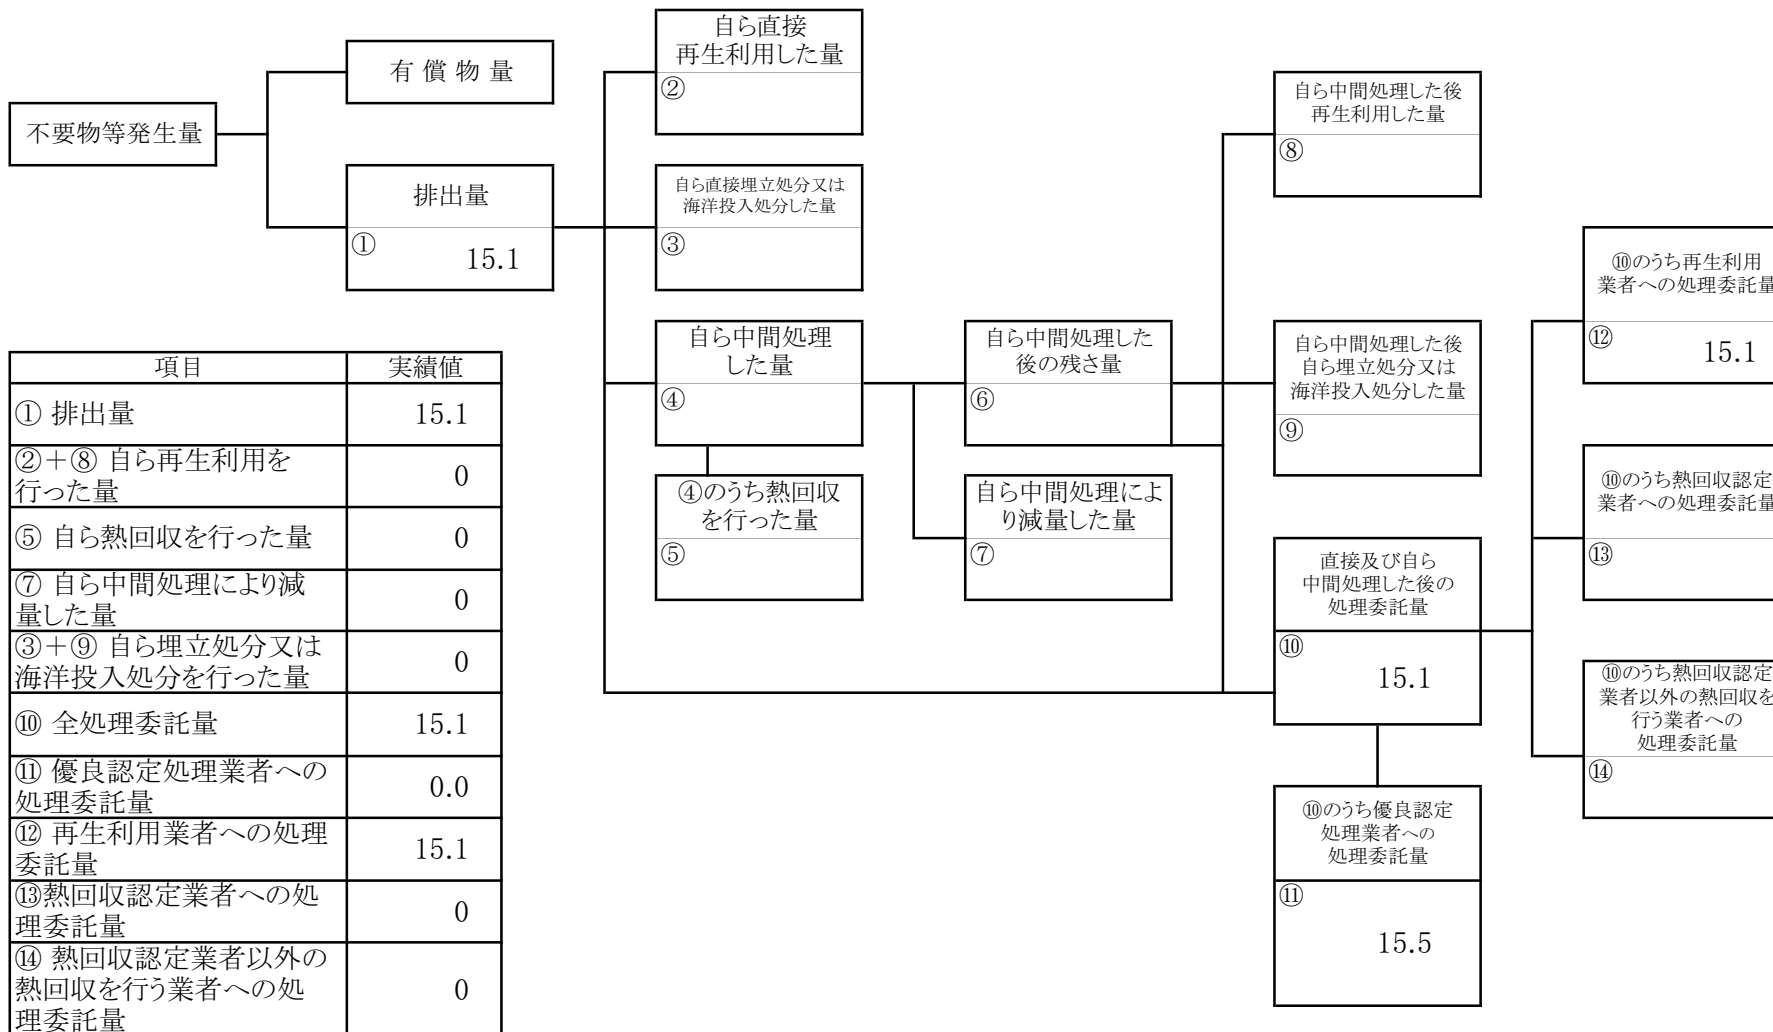 不要物等発生量
有償物量
排出量
①
15.1
自ら直接
再生利用した量
②
自ら直接埋立処分又は
海洋投入処分した量
③
自ら中間処理
した量
④
④のうち熱回収
を行った量
⑤
自ら中間処理した
後の残さ量
⑥
自ら中間処理によ
り減量した量
⑦
自ら中間処理した後
再生利用した量
⑧
自ら中間処理した後
自ら埋立処分又は
海洋投入処分した量
⑨
直接及び自ら
中間処理した後の
処理委託量
⑩
15.1
⑩のうち優良認定
処理業者への
処理委託量
⑪
15.5
⑩のうち再生利用
業者への処理委託量
⑫
15.1
⑩のうち熱回収認定
業者への処理委託量
⑬
⑩のうち熱回収認定
業者以外の熱回収を
行う業者への
処理委託量
⑭
項目 実績値
① 排出量 15.1
②＋⑧ 自ら再生利用を
行った量 0
⑤ 自ら熱回収を行った量 0
⑦ 自ら中間処理により減
量した量 0
③＋⑨ 自ら埋立処分又は
海洋投入処分を行った量 0
⑩ 全処理委託量 15.1
⑪ 優良認定処理業者への
処理委託量 0.0
⑫ 再生利用業者への処理
委託量 15.1
⑬熱回収認定業者への処
理委託量 0
⑭ 熱回収認定業者以外の
熱回収を行う業者への処
理委託量 0